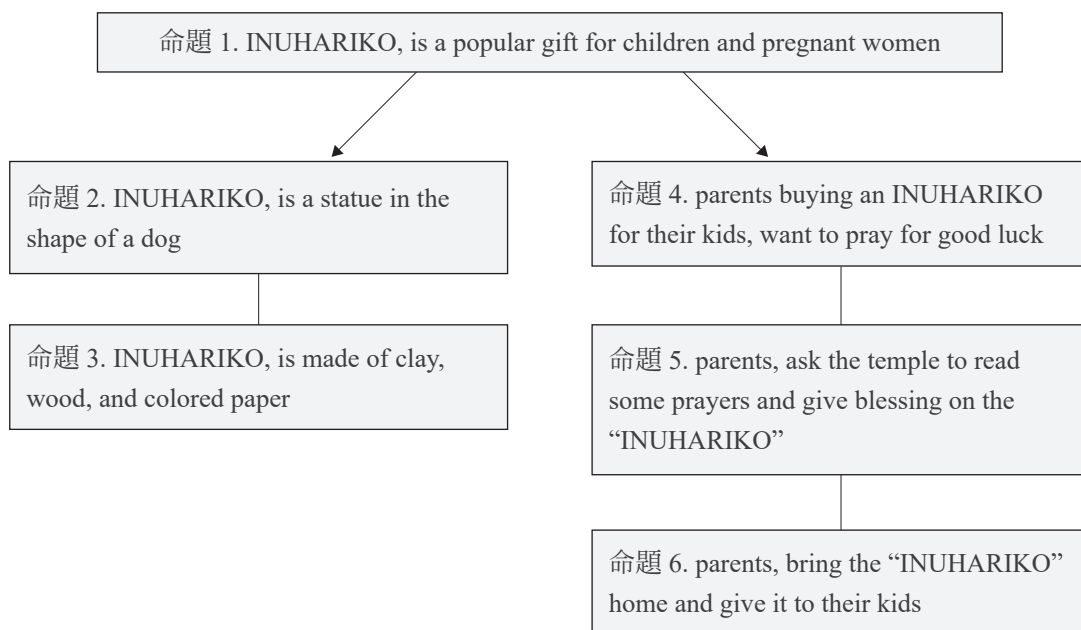 命題 1. INUHARIKO, is a popular gift for children and pregnant women
命題 2. INUHARIKO, is a statue in the
shape of a dog
命題 3. INUHARIKO, is made of clay,
wood, and colored paper
命題 4. parents buying an INUHARIKO
for their kids, want to pray for good luck
命題 5. parents, ask the temple to read
some prayers and give blessing on the
“INUHARIKO”
命題 6. parents, bring the “INUHARIKO”
home and give it to their kids